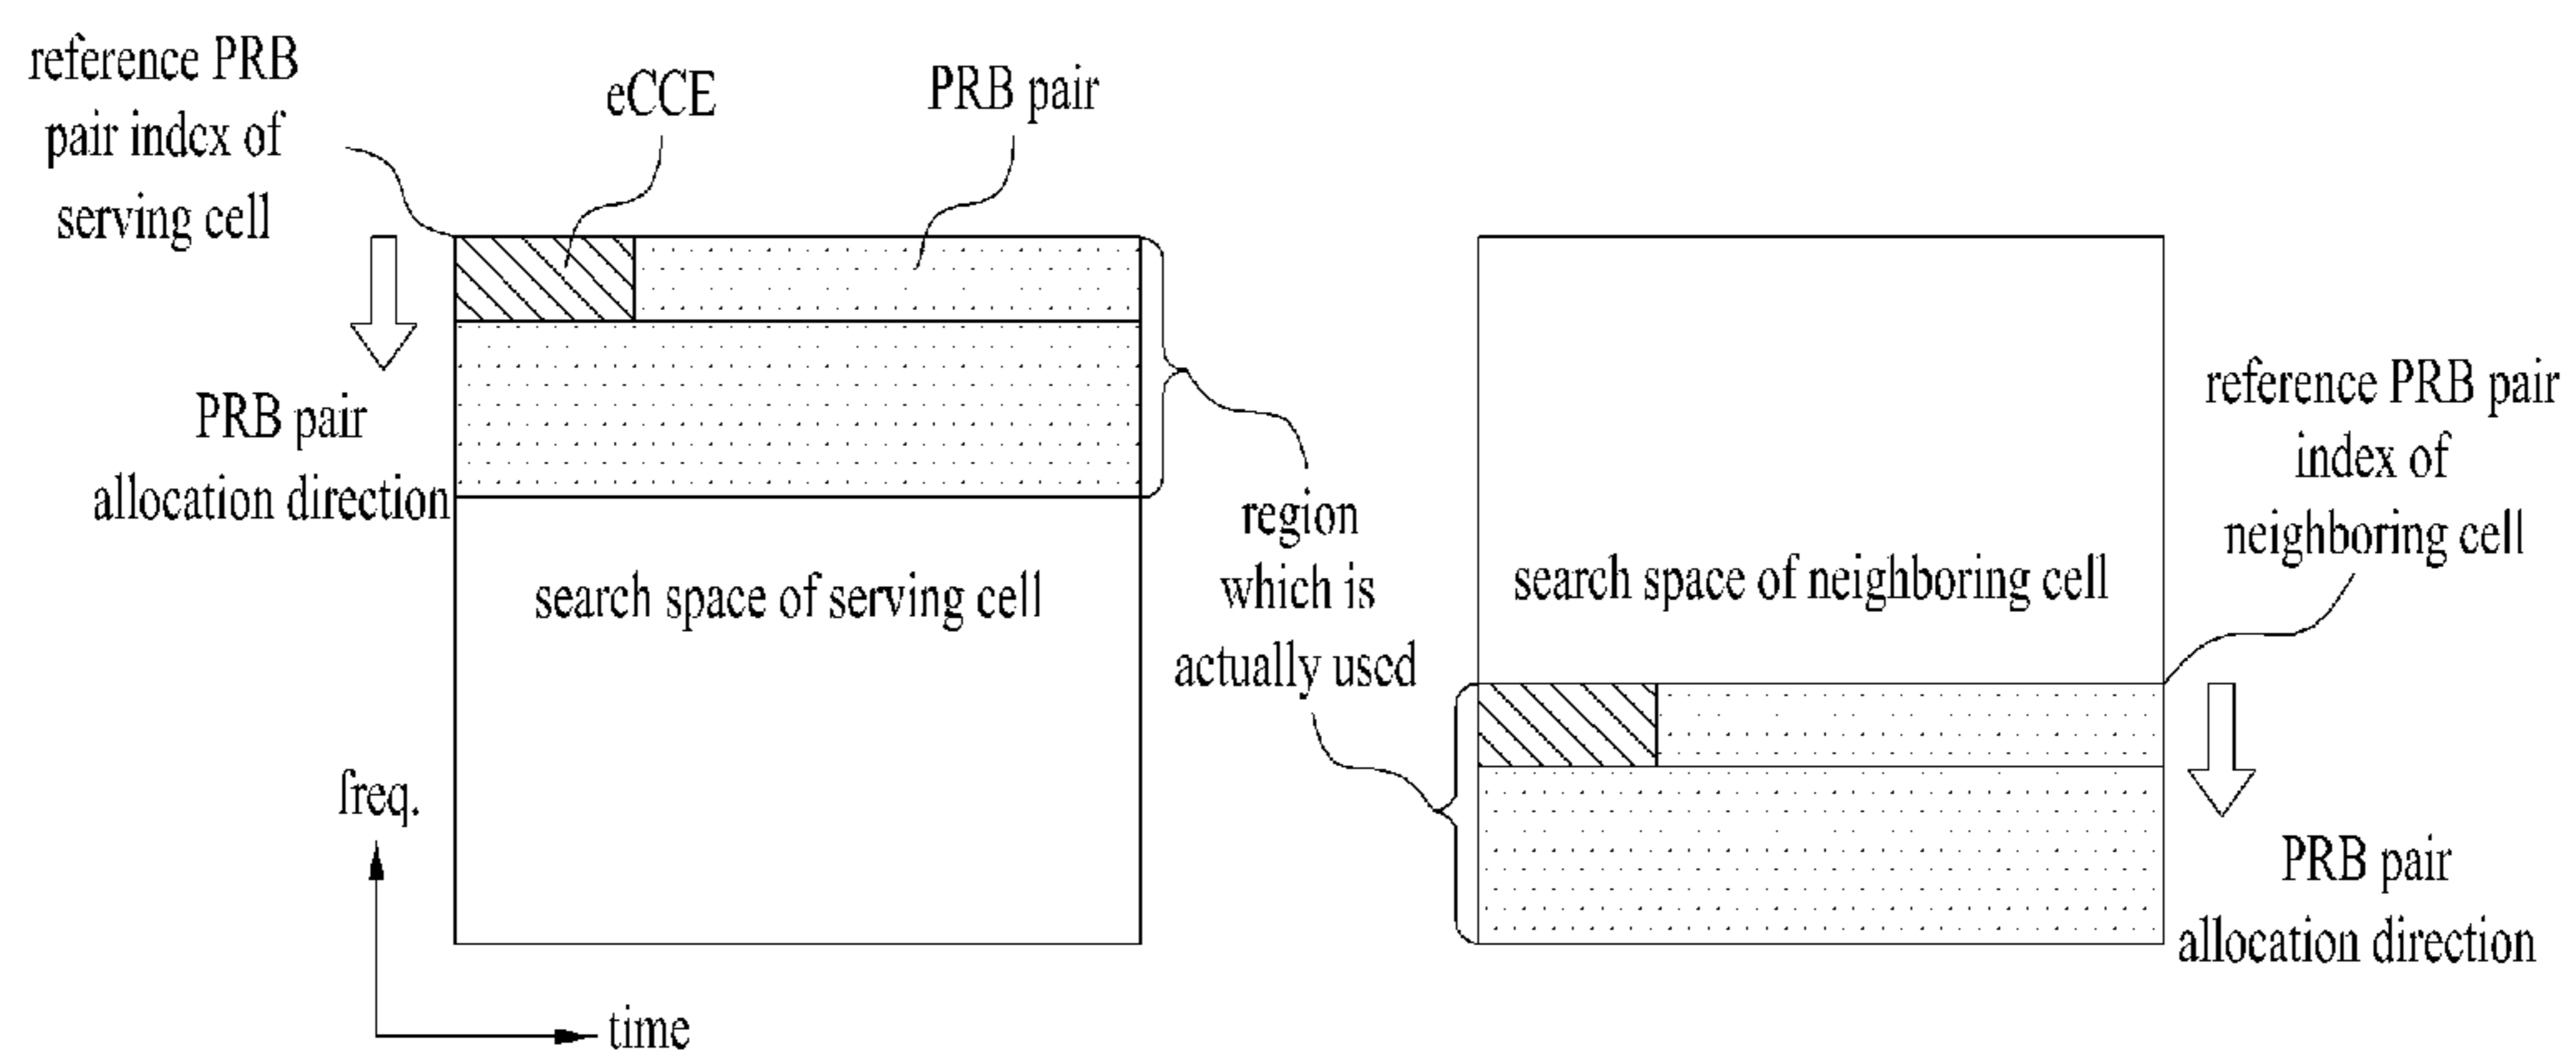 reference PRB
pair index of
serving cell
eCCE
PRB pair
PRB pair
allocation direction
search space of serving cell
region
which is
actually used
search space of neighboring cell
reference PRB pair
index of
neighboring cell
PRB pair
allocation direction
freq.
time